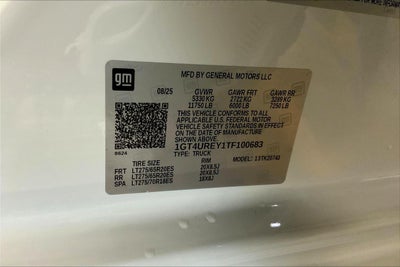 gm
MFD BY GENERAL MOTORS LLC
08/25 GVWR GAWR FRT GAWR RR
5330 KG 2722 KG 3289 KG
11750 LB 6000 LB 7250 LB
THIS VEHICLE CONFORMS TO ALL
APPLICABLE U.S. FEDERAL MOTOR
VEHICLE SAFETY STANDARDS IN
EFFECT ON THE DATE OF
MANUFACTURE SHOWN ABOVE.
1GT4UREY1TF100683
TYPE: TRUCK MODEL: 13TK20743
TIRE SIZE RIM
FRT LT275/65R20ES 20X8.5J
RR LT275/65R20ES 20X8.5J
SPA LT275/70R18ES 18X8J